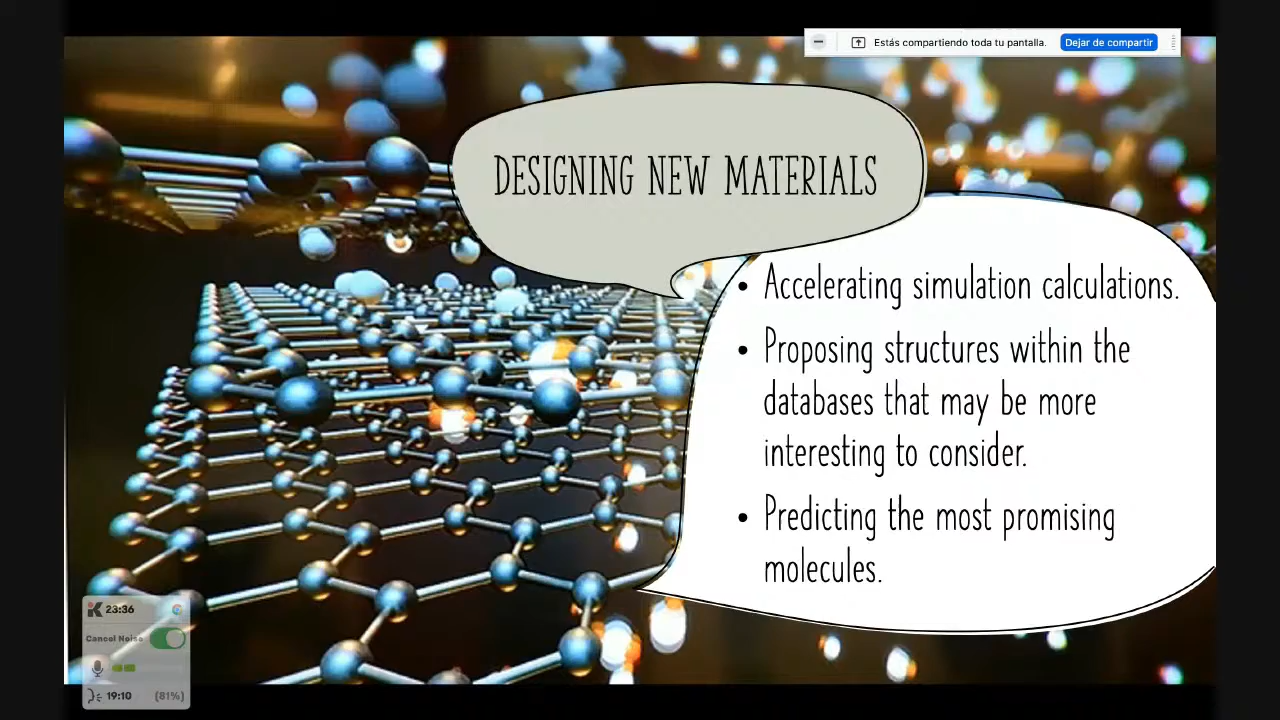 Estás compartiendo toda tu pantalla. Dejar de compartir
DESIGNING NEW MATERIALS
• Accelerating simulation calculations.
• Proposing structures within the
databases that may be more
interesting to consider.
• Predicting the most promising
molecules.
23:36
Cancel Noise
19:10 (81%)